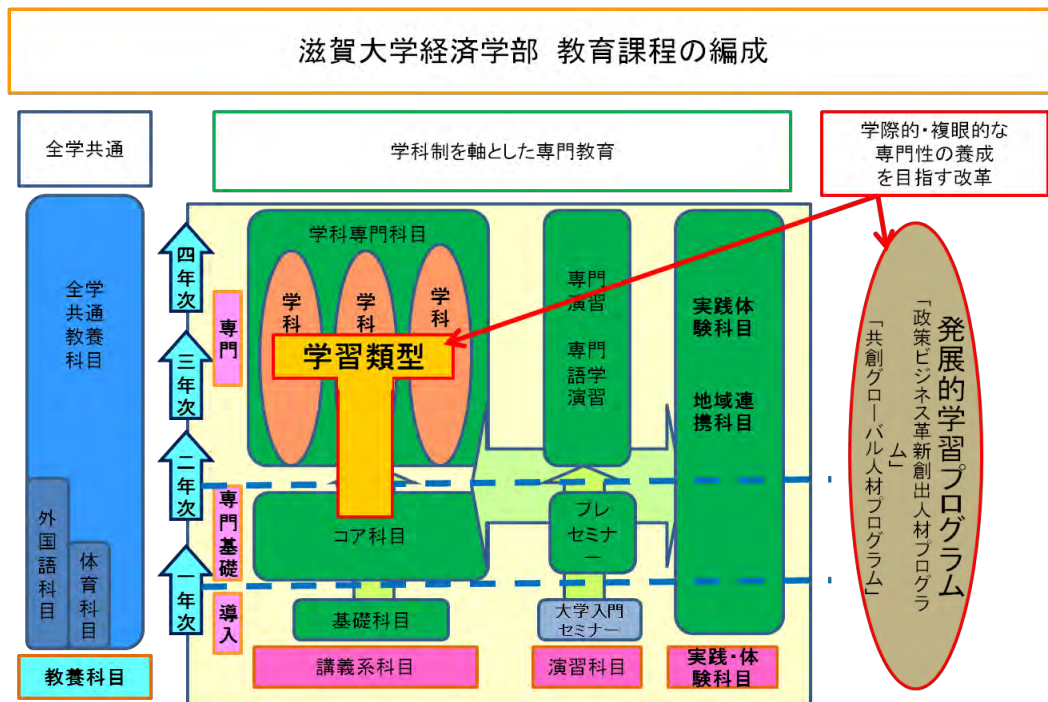 滋賀大学経済学部 教育課程の編成
全学共通
学科制を軸とした専門教育
学際的・複眼的な
専門性の養成
を目指す改革
全学
共通
教養
科目
外国語科目
体育科目
教養科目
四年次
三年次
二年次
一年次
専門
専門基礎
導入
学科専門科目
学科
学科
学科
学習類型
コア科目
基礎科目
講義系科目
専門
演習
専門
語学
演習
プレ
セミナ
ー
大学入門
セミナー
演習科目
実践体
験科目
地域連
携科目
実践・体
験科目
発展的学習プログラム
「政策ビジネス革新創出人材プログラ
ム」
「共創グローバル人材プログラム」